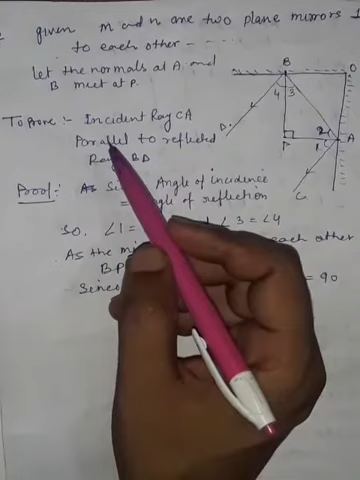 given m and n are two plane mirrors
to each other -
let the normals at A and
B meet at P.
To Prove :- Incident Ray CA
Parallel to reflected
Ray BD
Proof :- As Angle of incidence
= of reflection
So, ∠1 = ∠3 = ∠4
As the each other
BP
Since = 90
B
O
4 3
D
P
2
1
A
C